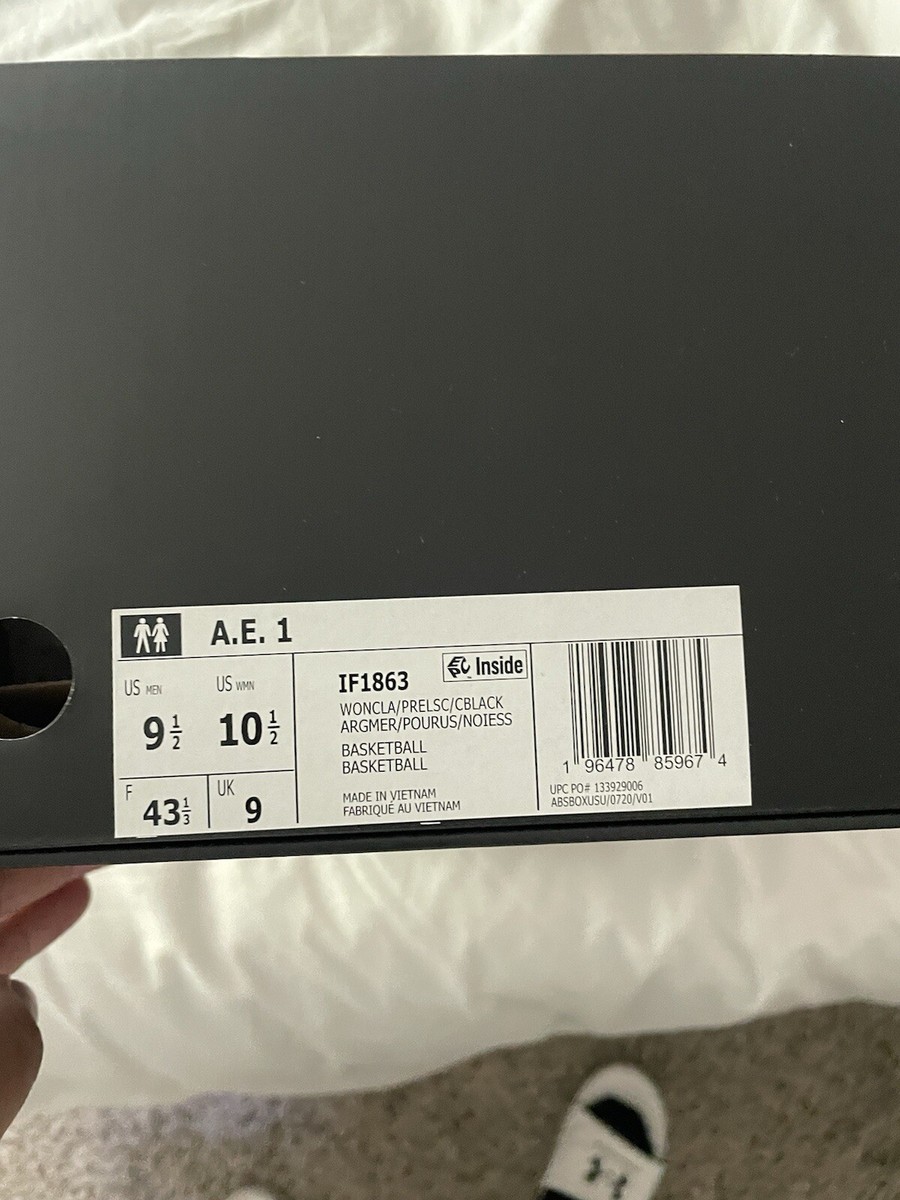 A.E. 1
US MEN
9 1/2
US WMN
10 1/2
F
43 1/3
UK
9
IF1863
Inside
WONCLA/PRELSC/CBLACK
ARGMER/POURUS/NOIESS
BASKETBALL
BASKETBALL
MADE IN VIETNAM
FABRIQUÉ AU VIETNAM
1 96478 85967 4
UPC PO# 133929006
ABSBOXUSU/0720/V01